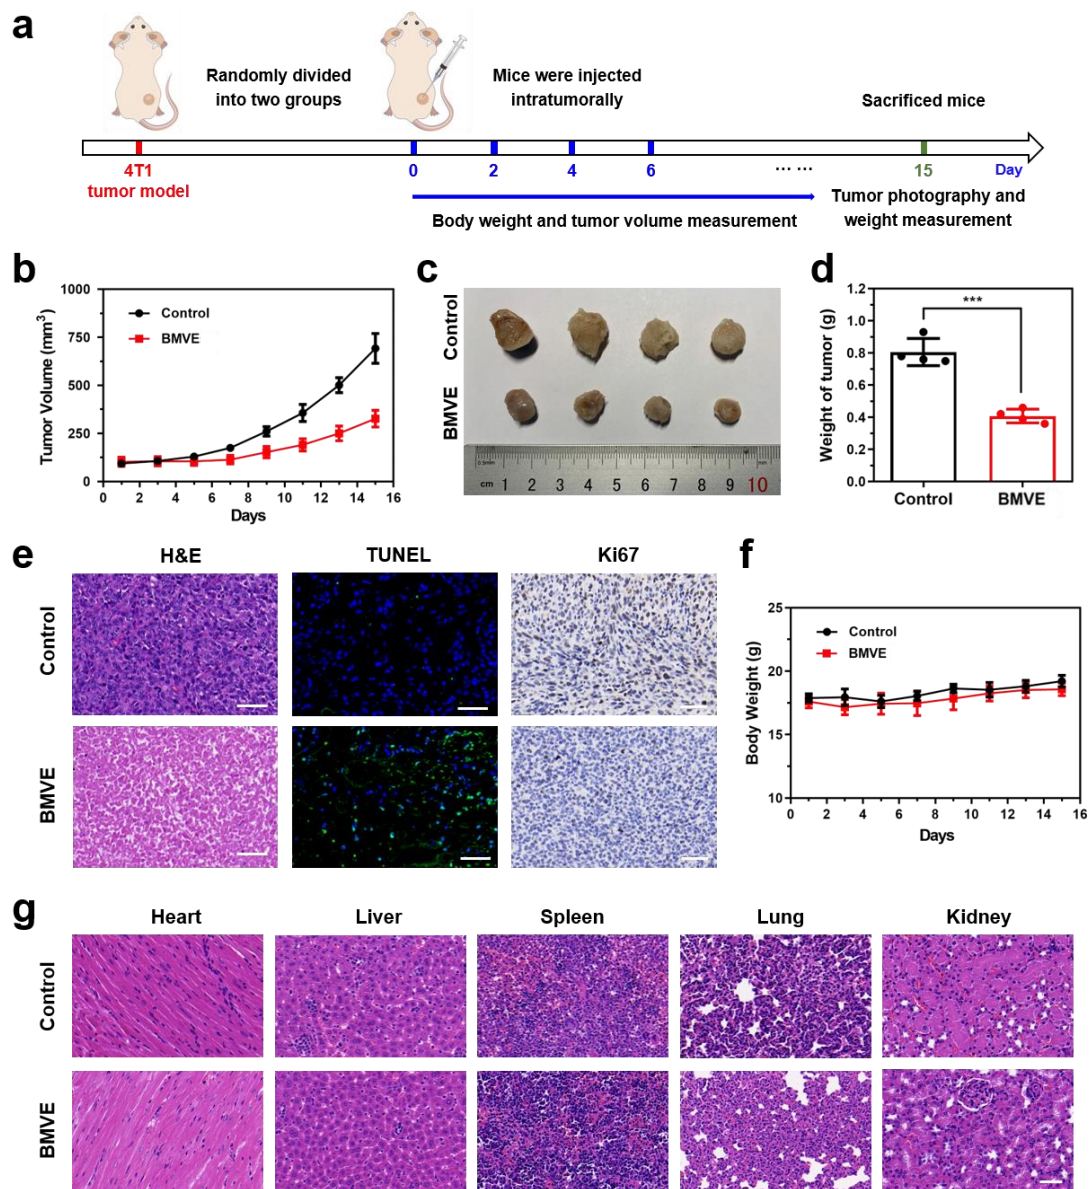 a
Randomly divided
into two groups
Mice were injected
intratumorally
Sacrificed mice
4T1
tumor model
0 2 4 6 ... ... 15 Day
Body weight and tumor volume measurement
Tumor photography and
weight measurement
b
Tumor Volume (mm³)
1000
750
500
250
0
Control
BMVE
0 2 4 6 8 10 12 14 16
Days
c
Control
BMVE
0.5mm
mm
cm 1 2 3 4 5 6 7 8 9 10
d
Weight of tumor (g)
1.2
1.0
0.8
0.6
0.4
0.2
0.0
***
Control BMVE
e
H&E TUNEL Ki67
Control
BMVE
f
Body Weight (g)
25
20
15
10
Control
BMVE
0 2 4 6 8 10 12 14 16
Days
g
Heart Liver Spleen Lung Kidney
Control
BMVE